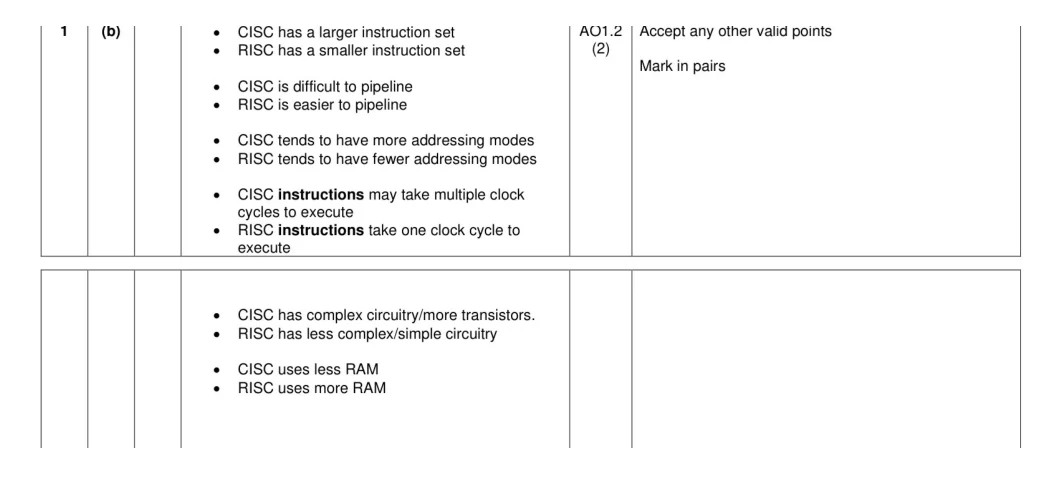 1 (b) • CISC has a larger instruction set AO1.2 Accept any other valid points
• RISC has a smaller instruction set (2)
Mark in pairs
• CISC is difficult to pipeline
• RISC is easier to pipeline
• CISC tends to have more addressing modes
• RISC tends to have fewer addressing modes
• CISC instructions may take multiple clock
cycles to execute
• RISC instructions take one clock cycle to
execute
• CISC has complex circuitry/more transistors.
• RISC has less complex/simple circuitry
• CISC uses less RAM
• RISC uses more RAM